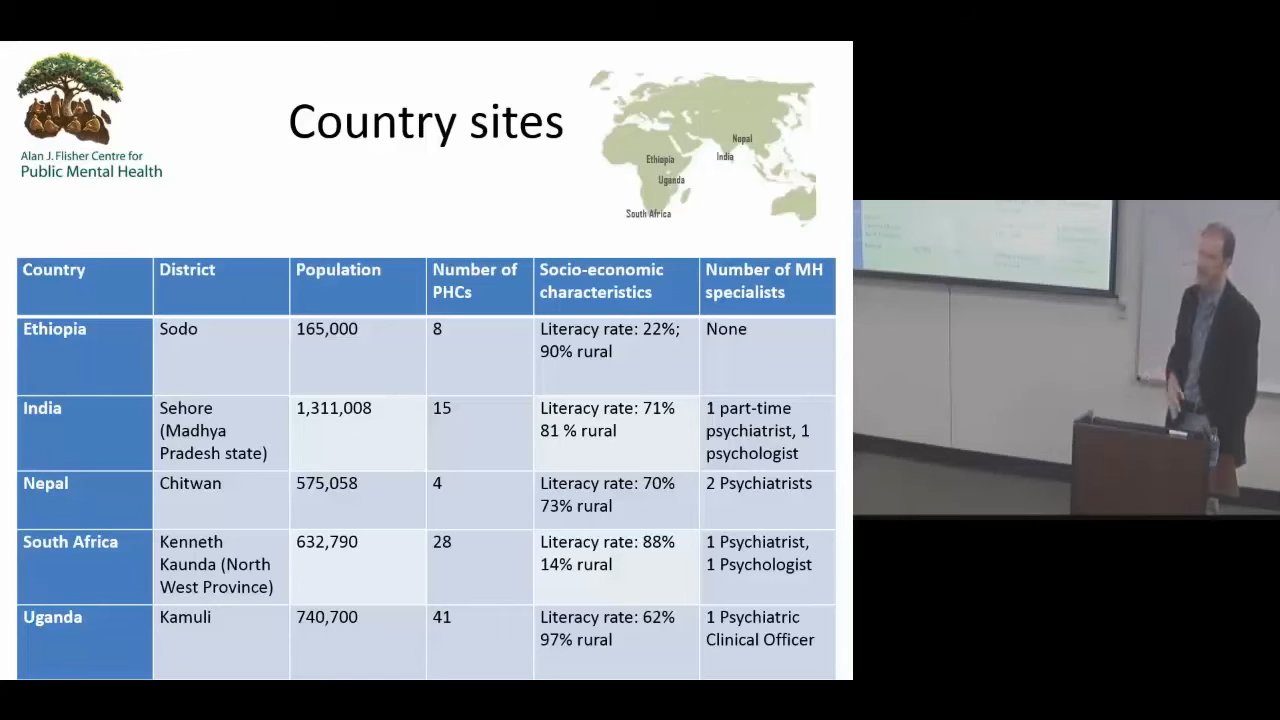 Alan J. Flisher Centre for
Public Mental Health
Country sites
Nepal
India
Ethiopia
Uganda
South Africa
Country District Population Number of PHCs Socio-economic characteristics Number of MH specialists
Ethiopia Sodo 165,000 8 Literacy rate: 22%; 90% rural None
India Sehore (Madhya Pradesh state) 1,311,008 15 Literacy rate: 71% 81 % rural 1 part-time psychiatrist, 1 psychologist
Nepal Chitwan 575,058 4 Literacy rate: 70% 73% rural 2 Psychiatrists
South Africa Kenneth Kaunda (North West Province) 632,790 28 Literacy rate: 88% 14% rural 1 Psychiatrist, 1 Psychologist
Uganda Kamuli 740,700 41 Literacy rate: 62% 97% rural 1 Psychiatric Clinical Officer